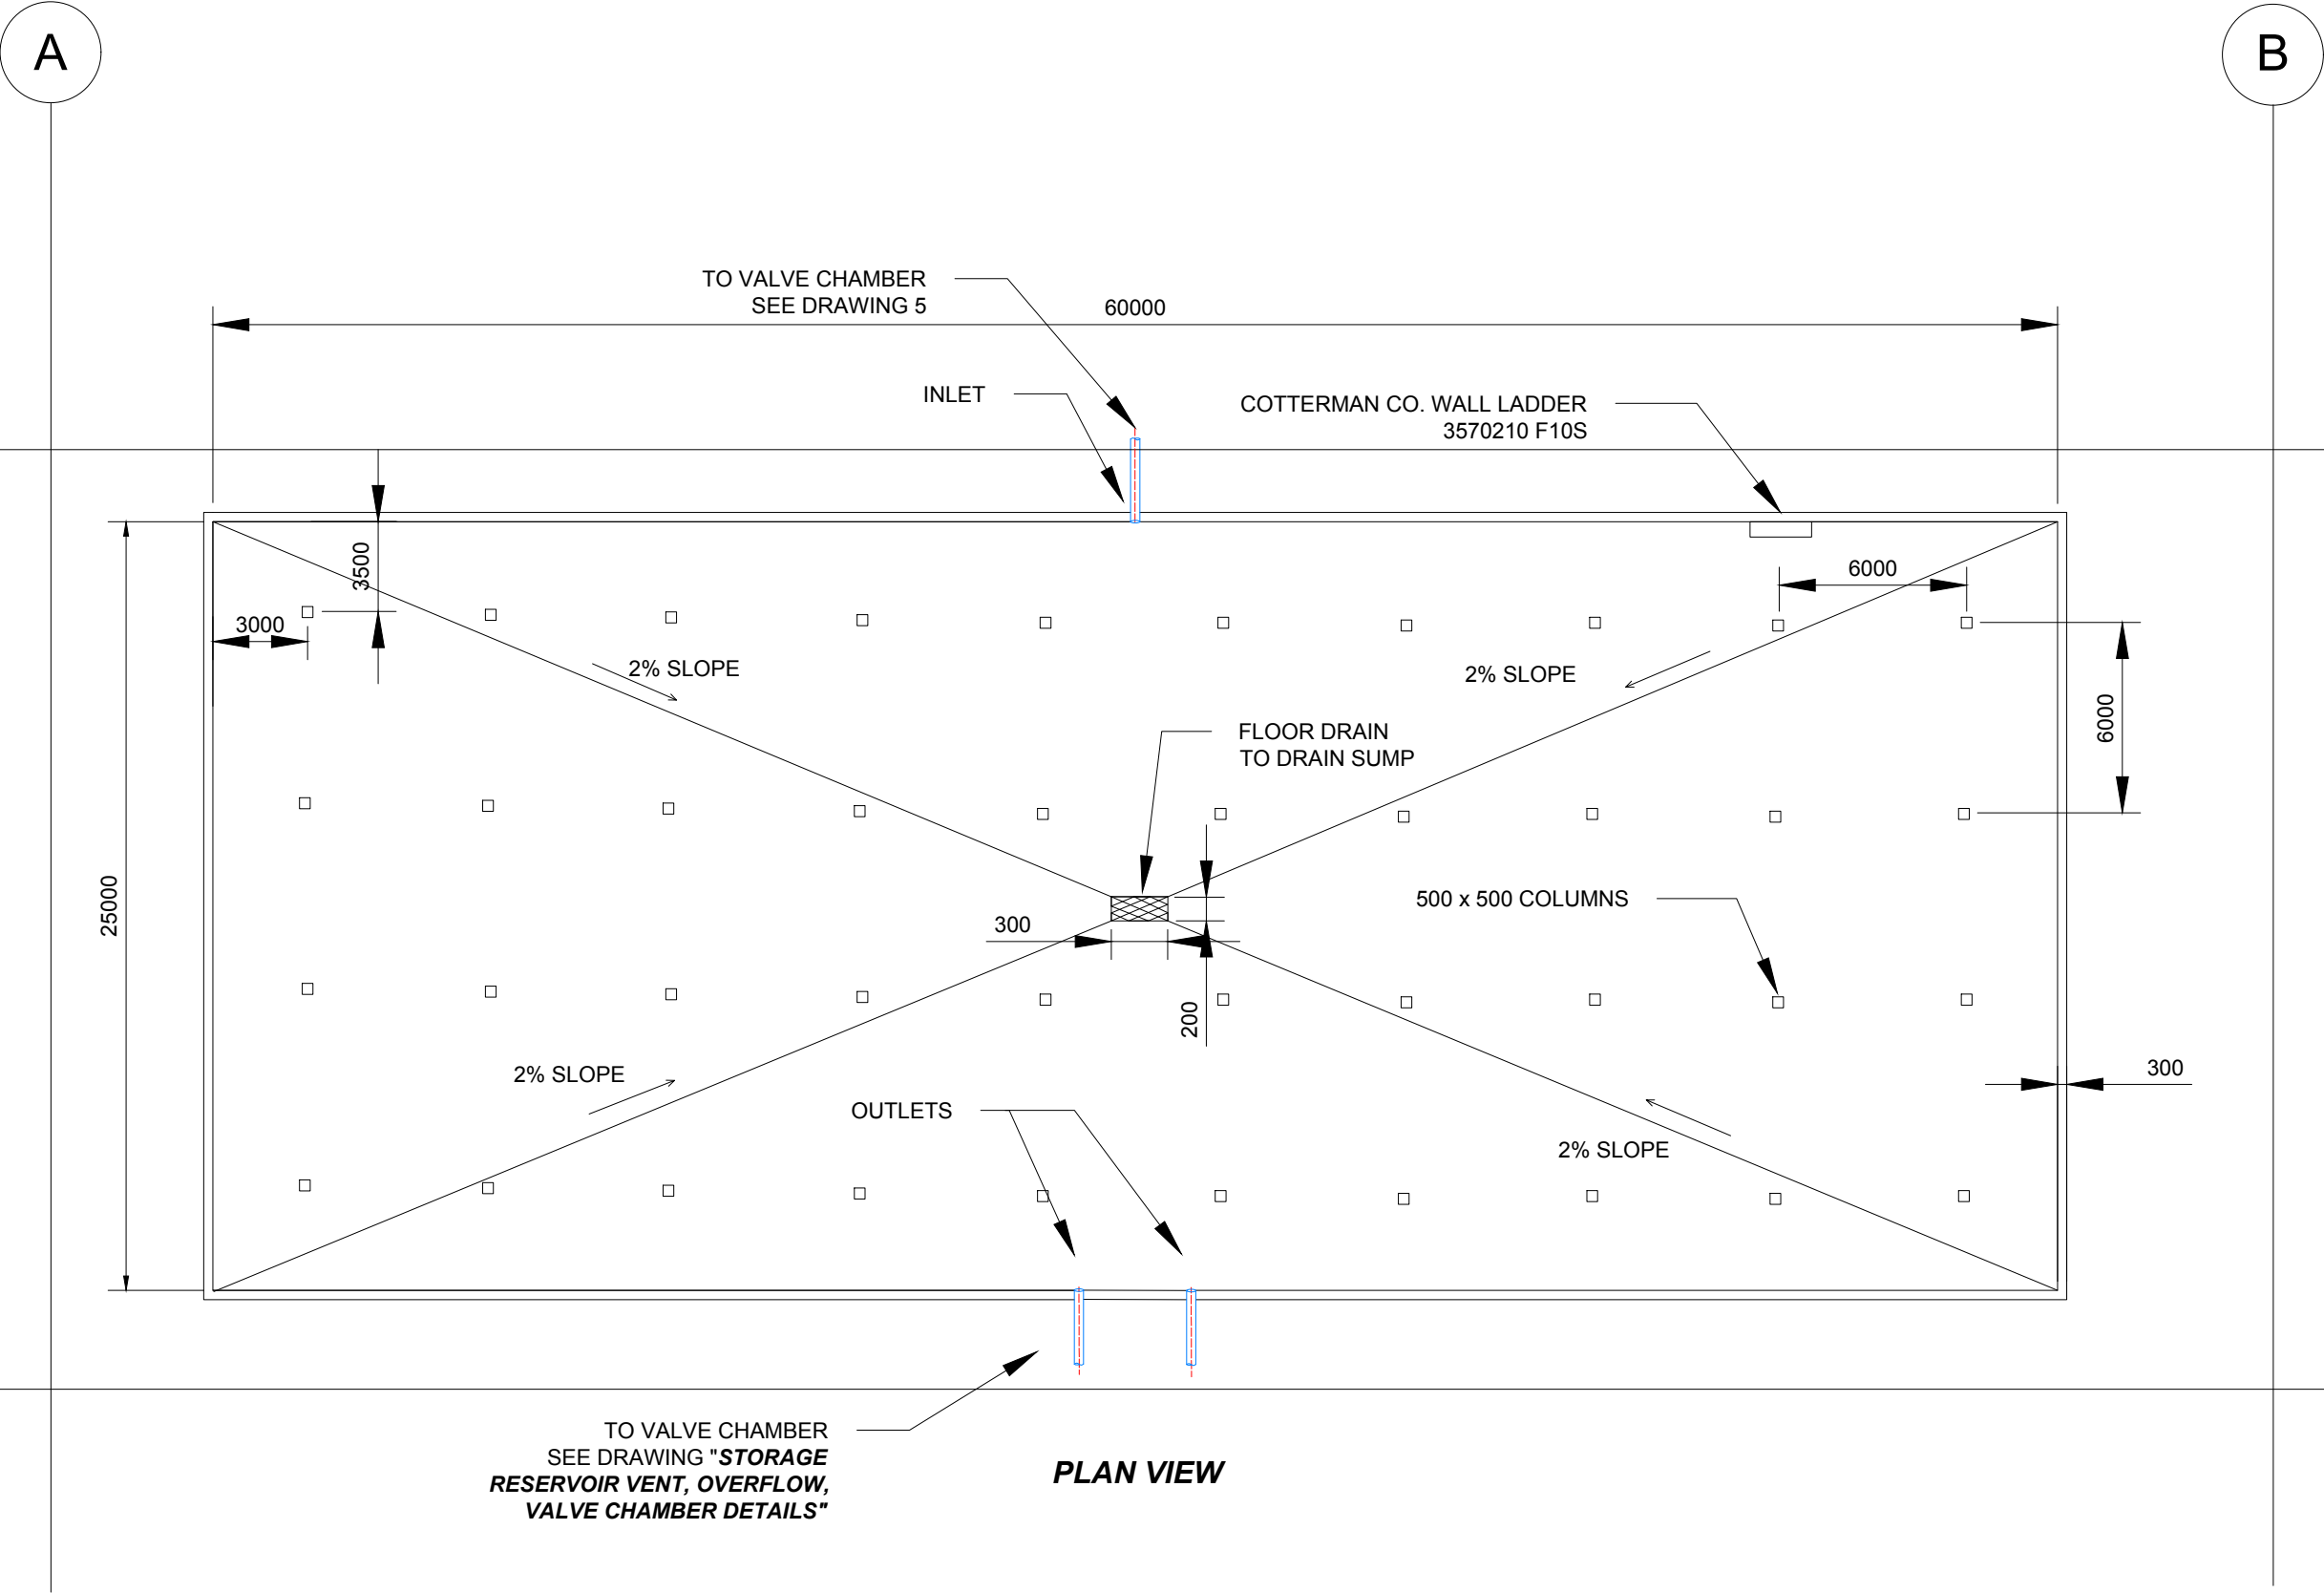 A
B
TO VALVE CHAMBER
SEE DRAWING 5
60000
INLET
COTTERMAN CO. WALL LADDER
3570210 F10S
3500
6000
3000
2% SLOPE
2% SLOPE
6000
FLOOR DRAIN
TO DRAIN SUMP
25000
500 x 500 COLUMNS
300
200
2% SLOPE
300
OUTLETS
2% SLOPE
TO VALVE CHAMBER
SEE DRAWING "STORAGE
RESERVOIR VENT, OVERFLOW,
VALVE CHAMBER DETAILS"
PLAN VIEW